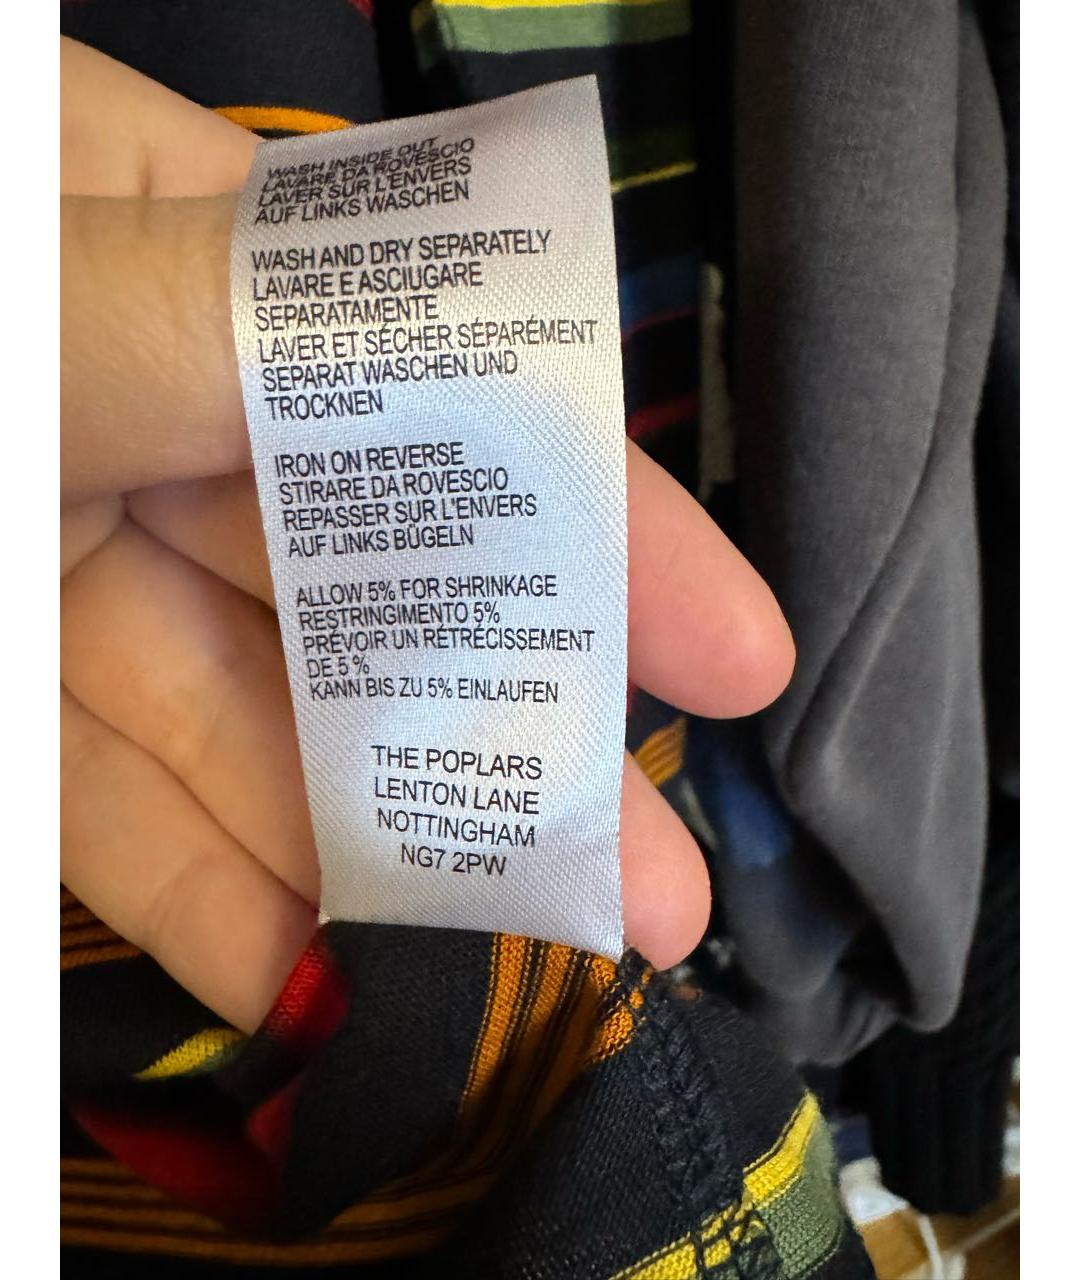 WASH INSIDE OUT
LAVARE DA ROVESCIO
LAVER SUR L'ENVERS
AUF LINKS WASCHEN
WASH AND DRY SEPARATELY
LAVARE E ASCIUGARE
SEPARATAMENTE
LAVER ET SÉCHER SÉPARÉMENT
SEPARAT WASCHEN UND
TROCKNEN
IRON ON REVERSE
STIRARE DA ROVESCIO
REPASSER SUR L'ENVERS
AUF LINKS BÜGELN
ALLOW 5% FOR SHRINKAGE
RESTRINGIMENTO 5%
PRÉVOIR UN RÉTRÉCISSEMENT
DE 5 %
KANN BIS ZU 5% EINLAUFEN
THE POPLARS
LENTON LANE
NOTTINGHAM
NG7 2PW